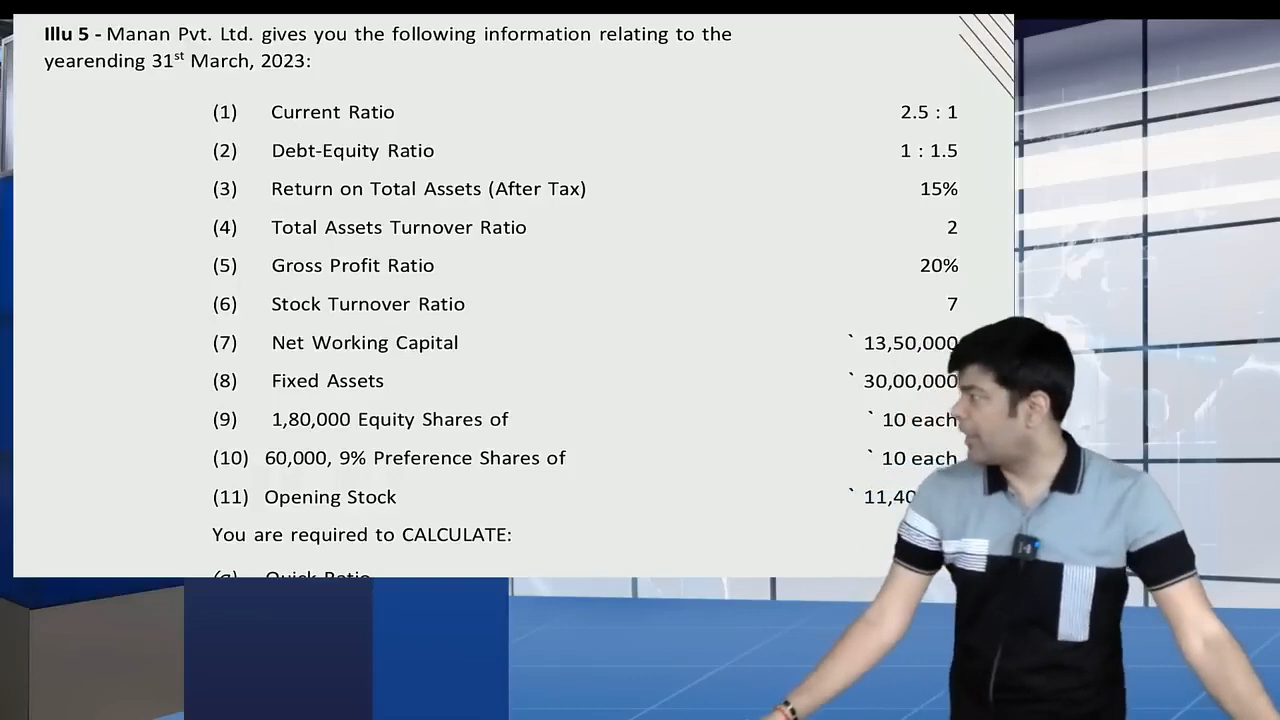 Illu 5 - Manan Pvt. Ltd. gives you the following information relating to the
yearending 31st March, 2023:
(1) Current Ratio 2.5 : 1
(2) Debt-Equity Ratio 1 : 1.5
(3) Return on Total Assets (After Tax) 15%
(4) Total Assets Turnover Ratio 2
(5) Gross Profit Ratio 20%
(6) Stock Turnover Ratio 7
(7) Net Working Capital ` 13,50,000
(8) Fixed Assets ` 30,00,000
(9) 1,80,000 Equity Shares of ` 10 each
(10) 60,000, 9% Preference Shares of ` 10 each
(11) Opening Stock ` 11,40
You are required to CALCULATE:
Quick Ratio